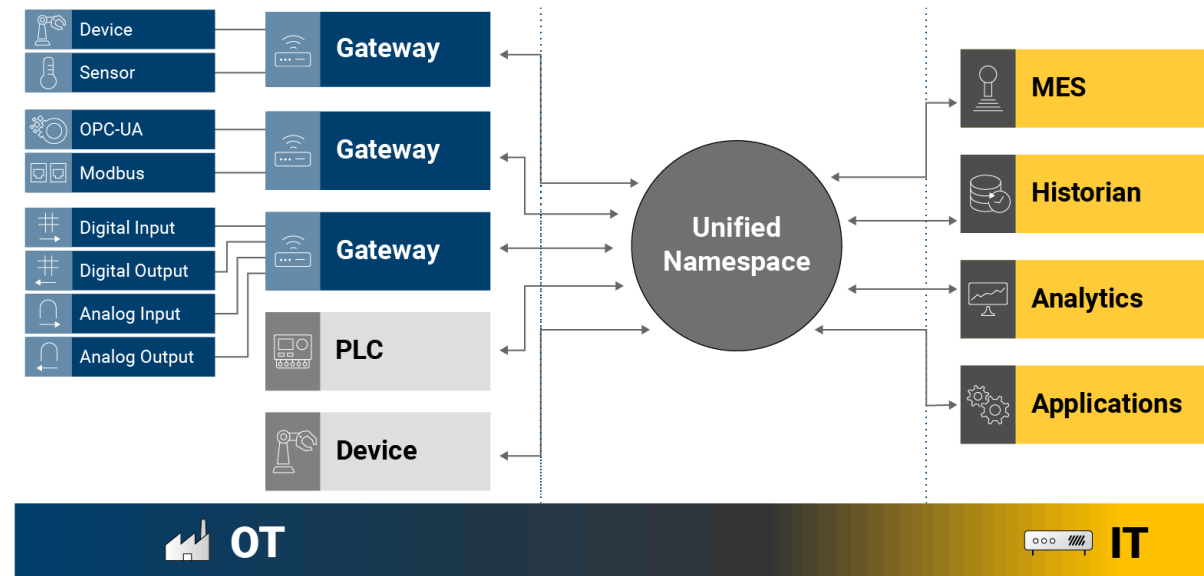 Device
Sensor
Gateway
OPC-UA
Modbus
Gateway
Digital Input
Digital Output
Analog Input
Analog Output
Gateway
PLC
Device
Unified
Namespace
MES
Historian
Analytics
Applications
OT
IT